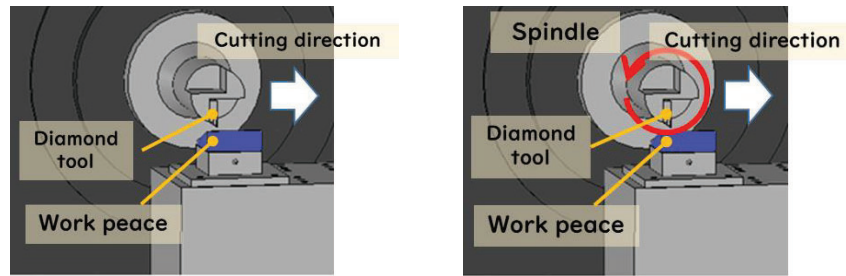 Cutting direction
Diamond
tool
Work peace
Spindle
Cutting direction
Diamond
tool
Work peace